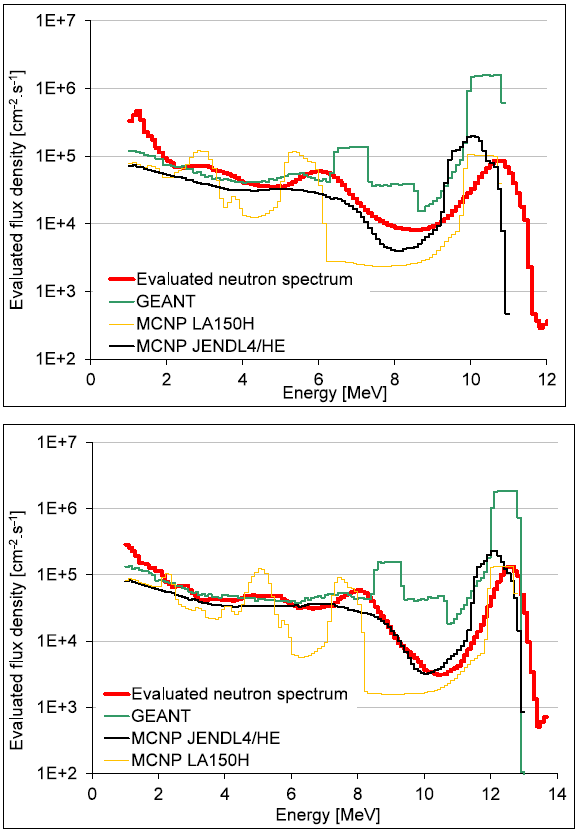 Evaluated flux density [cm⁻².s⁻¹]
1E+7
1E+6
1E+5
1E+4
1E+3
1E+2
Evaluated neutron spectrum
GEANT
MCNP LA150H
MCNP JENDL4/HE
0 2 4 6 8 10 12
Energy [MeV]
Evaluated flux density [cm⁻².s⁻¹]
1E+7
1E+6
1E+5
1E+4
1E+3
1E+2
Evaluated neutron spectrum
GEANT
MCNP JENDL4/HE
MCNP LA150H
0 2 4 6 8 10 12 14
Energy [MeV]